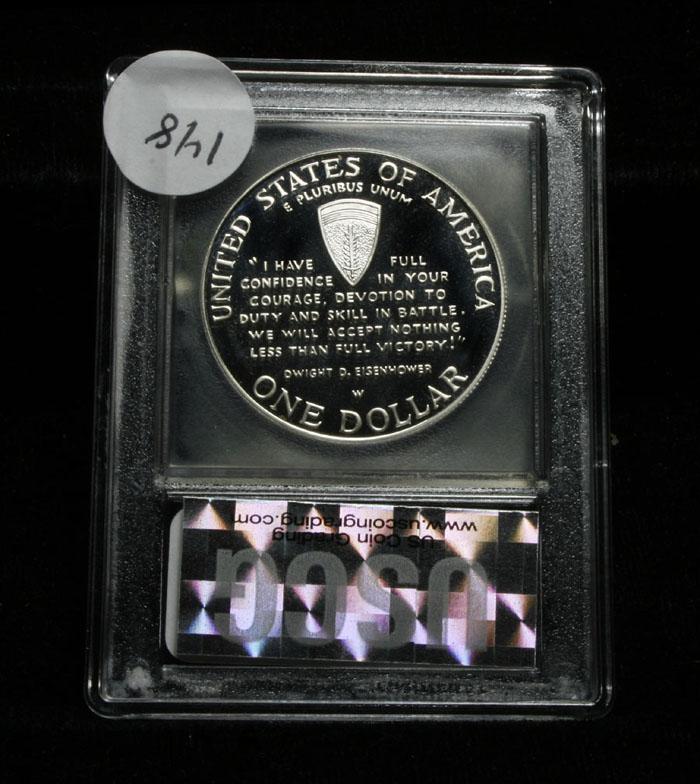 148
UNITED STATES OF AMERICA
E PLURIBUS UNUM
"I HAVE FULL
CONFIDENCE IN YOUR
COURAGE, DEVOTION TO
DUTY AND SKILL IN BATTLE.
WE WILL ACCEPT NOTHING
LESS THAN FULL VICTORY!"
DWIGHT D. EISENHOWER
W
ONE DOLLAR
USCG
US Coin Grading
www.uscoingrading.com